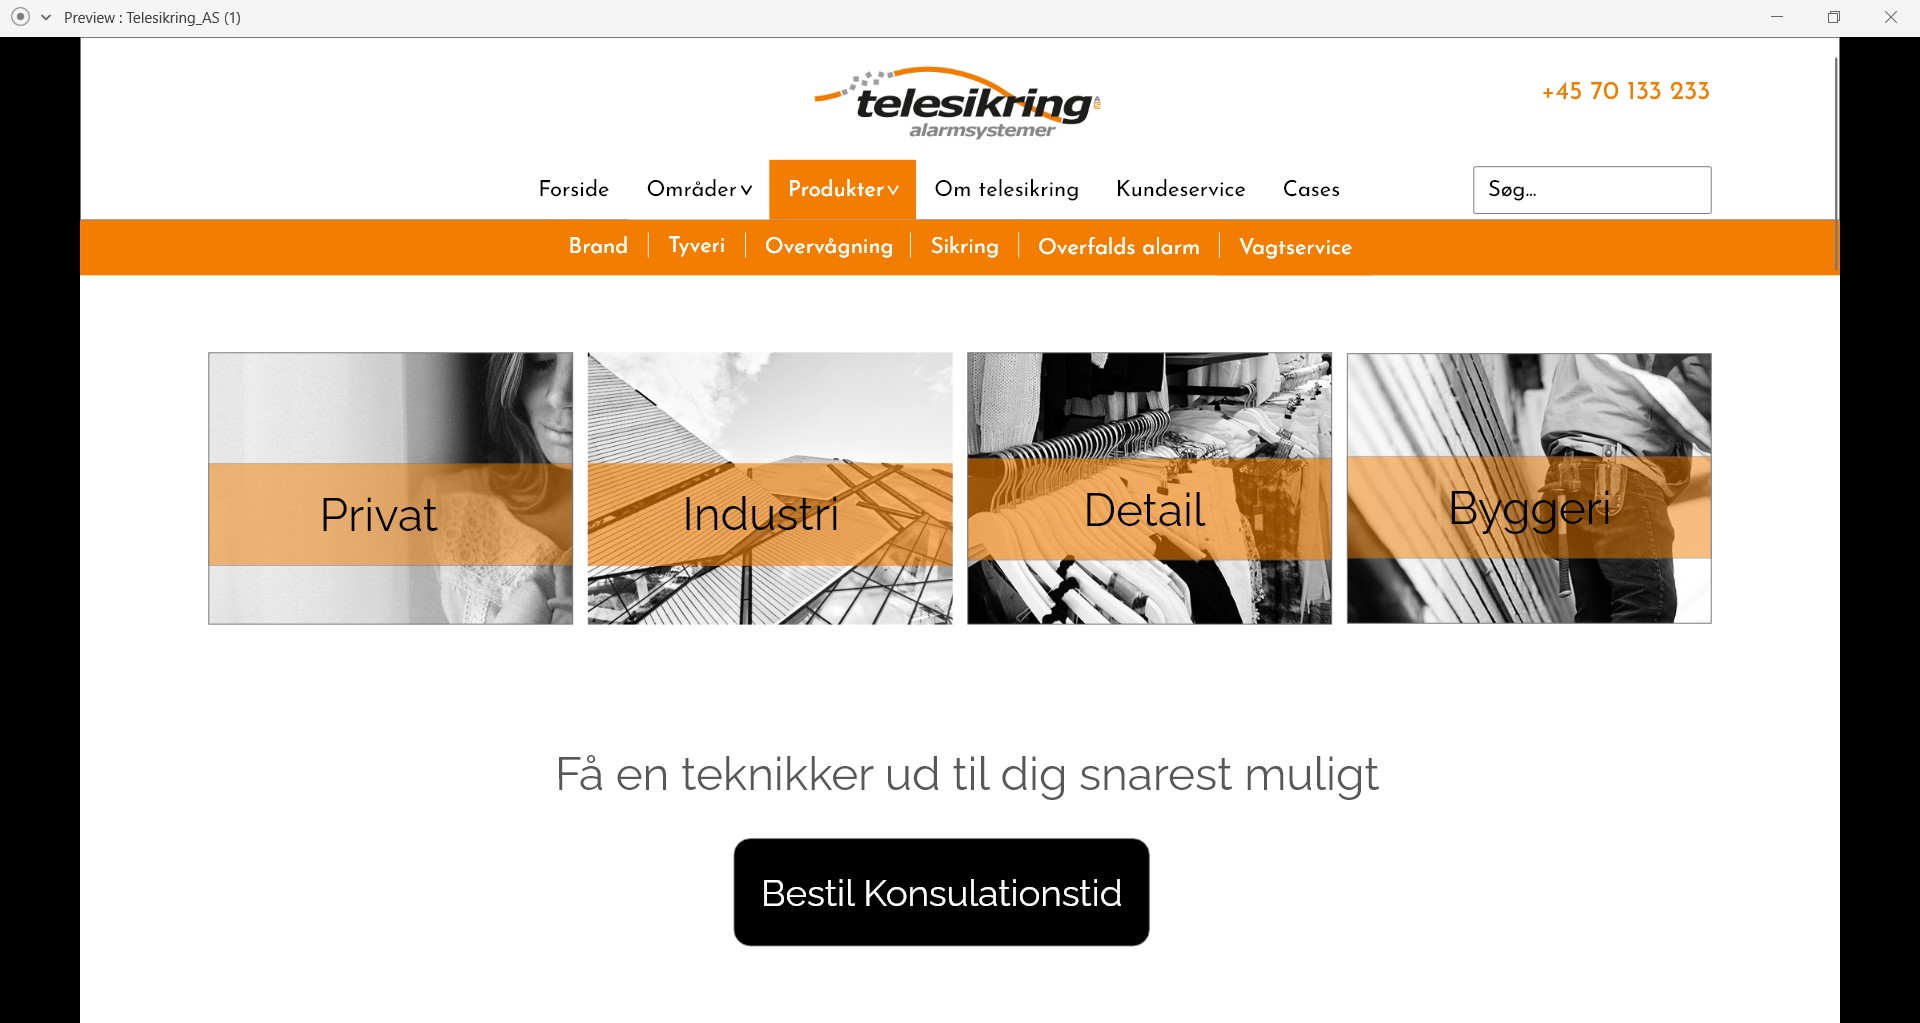 Preview : Telesikring_AS (1)
telesikring
alarmsystemer
+45 70 133 233
Forside Områder Produkter Om telesikring Kundeservice Cases Søg...
Brand Tyveri Overvågning Sikring Overfalds alarm Vagtservice
Privat Industri Detail Byggeri
Få en teknikker ud til dig snarest muligt
Bestil Konsulationstid